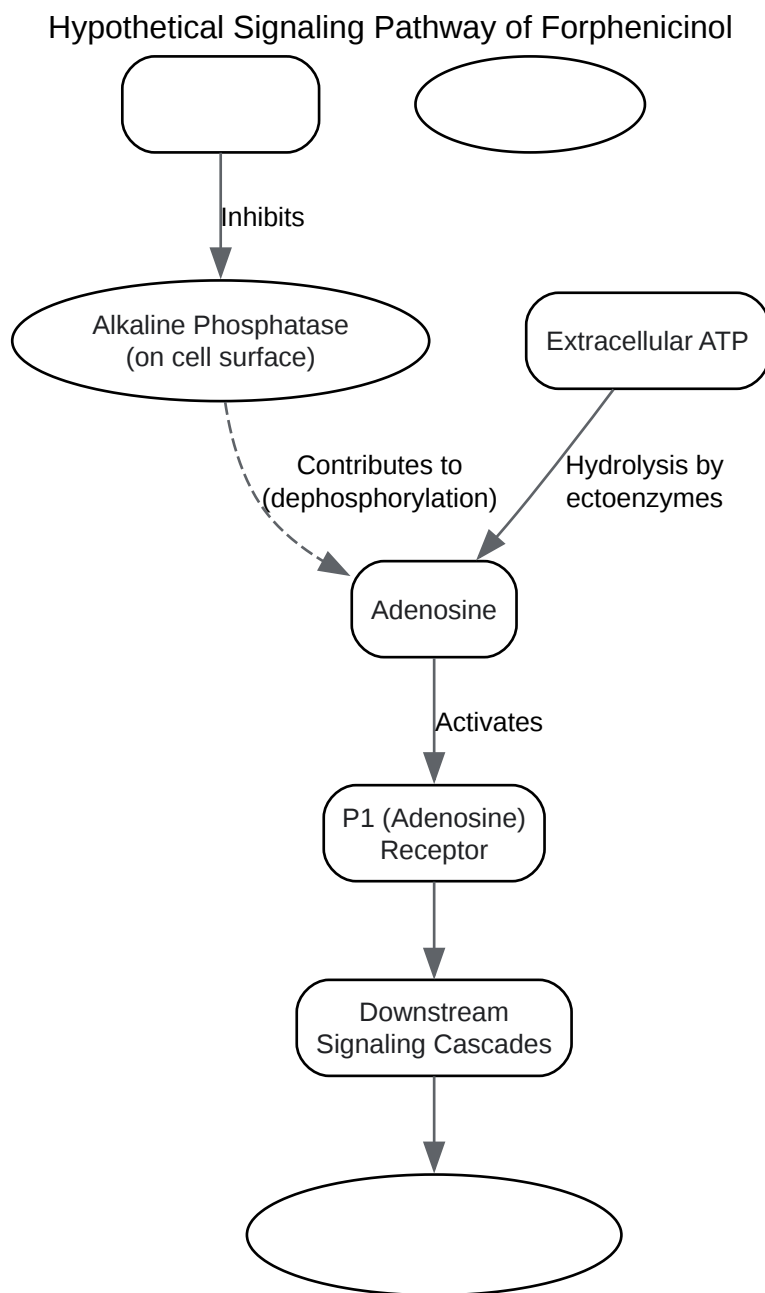 Hypothetical Signaling Pathway of Forphenicinol
Inhibits
Alkaline Phosphatase
(on cell surface)
Extracellular ATP
Contributes to
(dephosphorylation)
Hydrolysis by
ectoenzymes
Adenosine
Activates
P1 (Adenosine)
Receptor
Downstream
Signaling Cascades